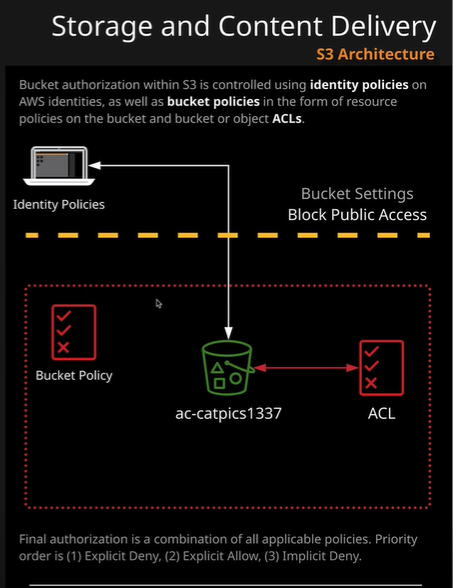 Storage and Content Delivery
S3 Architecture
Bucket authorization within S3 is controlled using identity policies on
AWS identities, as well as bucket policies in the form of resource
policies on the bucket and bucket or object ACLs.
Identity Policies
Bucket Settings
Block Public Access
Bucket Policy
ac-catpics1337
ACL
Final authorization is a combination of all applicable policies. Priority
order is (1) Explicit Deny, (2) Explicit Allow, (3) Implicit Deny.